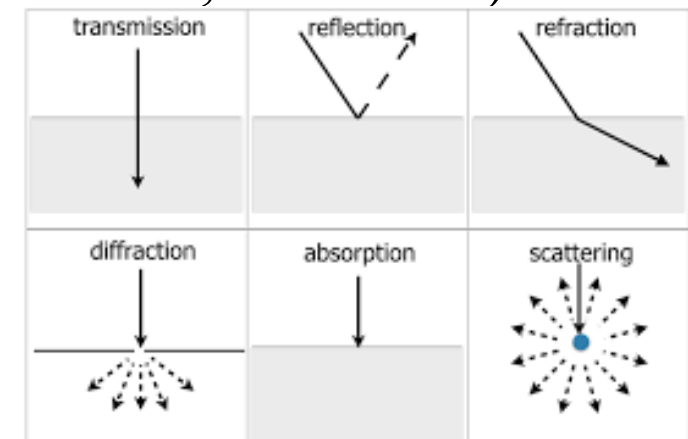 transmission
reflection
refraction
diffraction
absorption
scattering